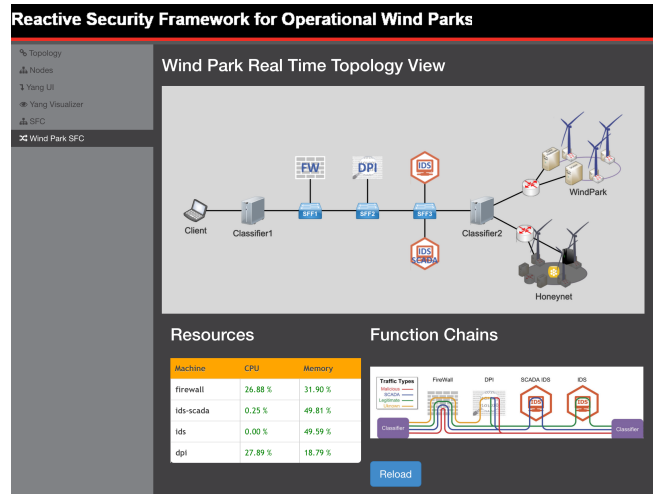 Reactive Security Framework for Operational Wind Parks
Topology
Nodes
Yang UI
Yang Visualizer
SFC
Wind Park SFC
Wind Park Real Time Topology View
FW
DPI
IDS
SFF1
SFF2
SFF3
Client
Classifier1
Classifier2
WindPark
IDS
SCADA
Honeynet
Resources
Machine CPU Memory
firewall 26.88 % 31.90 %
ids-scada 0.25 % 49.81 %
ids 0.00 % 49.59 %
dpi 27.89 % 18.79 %
Function Chains
Traffic Types
Malicious
SCADA
Legitimate
Unkown
FireWall
DPI
SCADA IDS
IDS
IDS
IDS
Classifier
Classifier
Reload